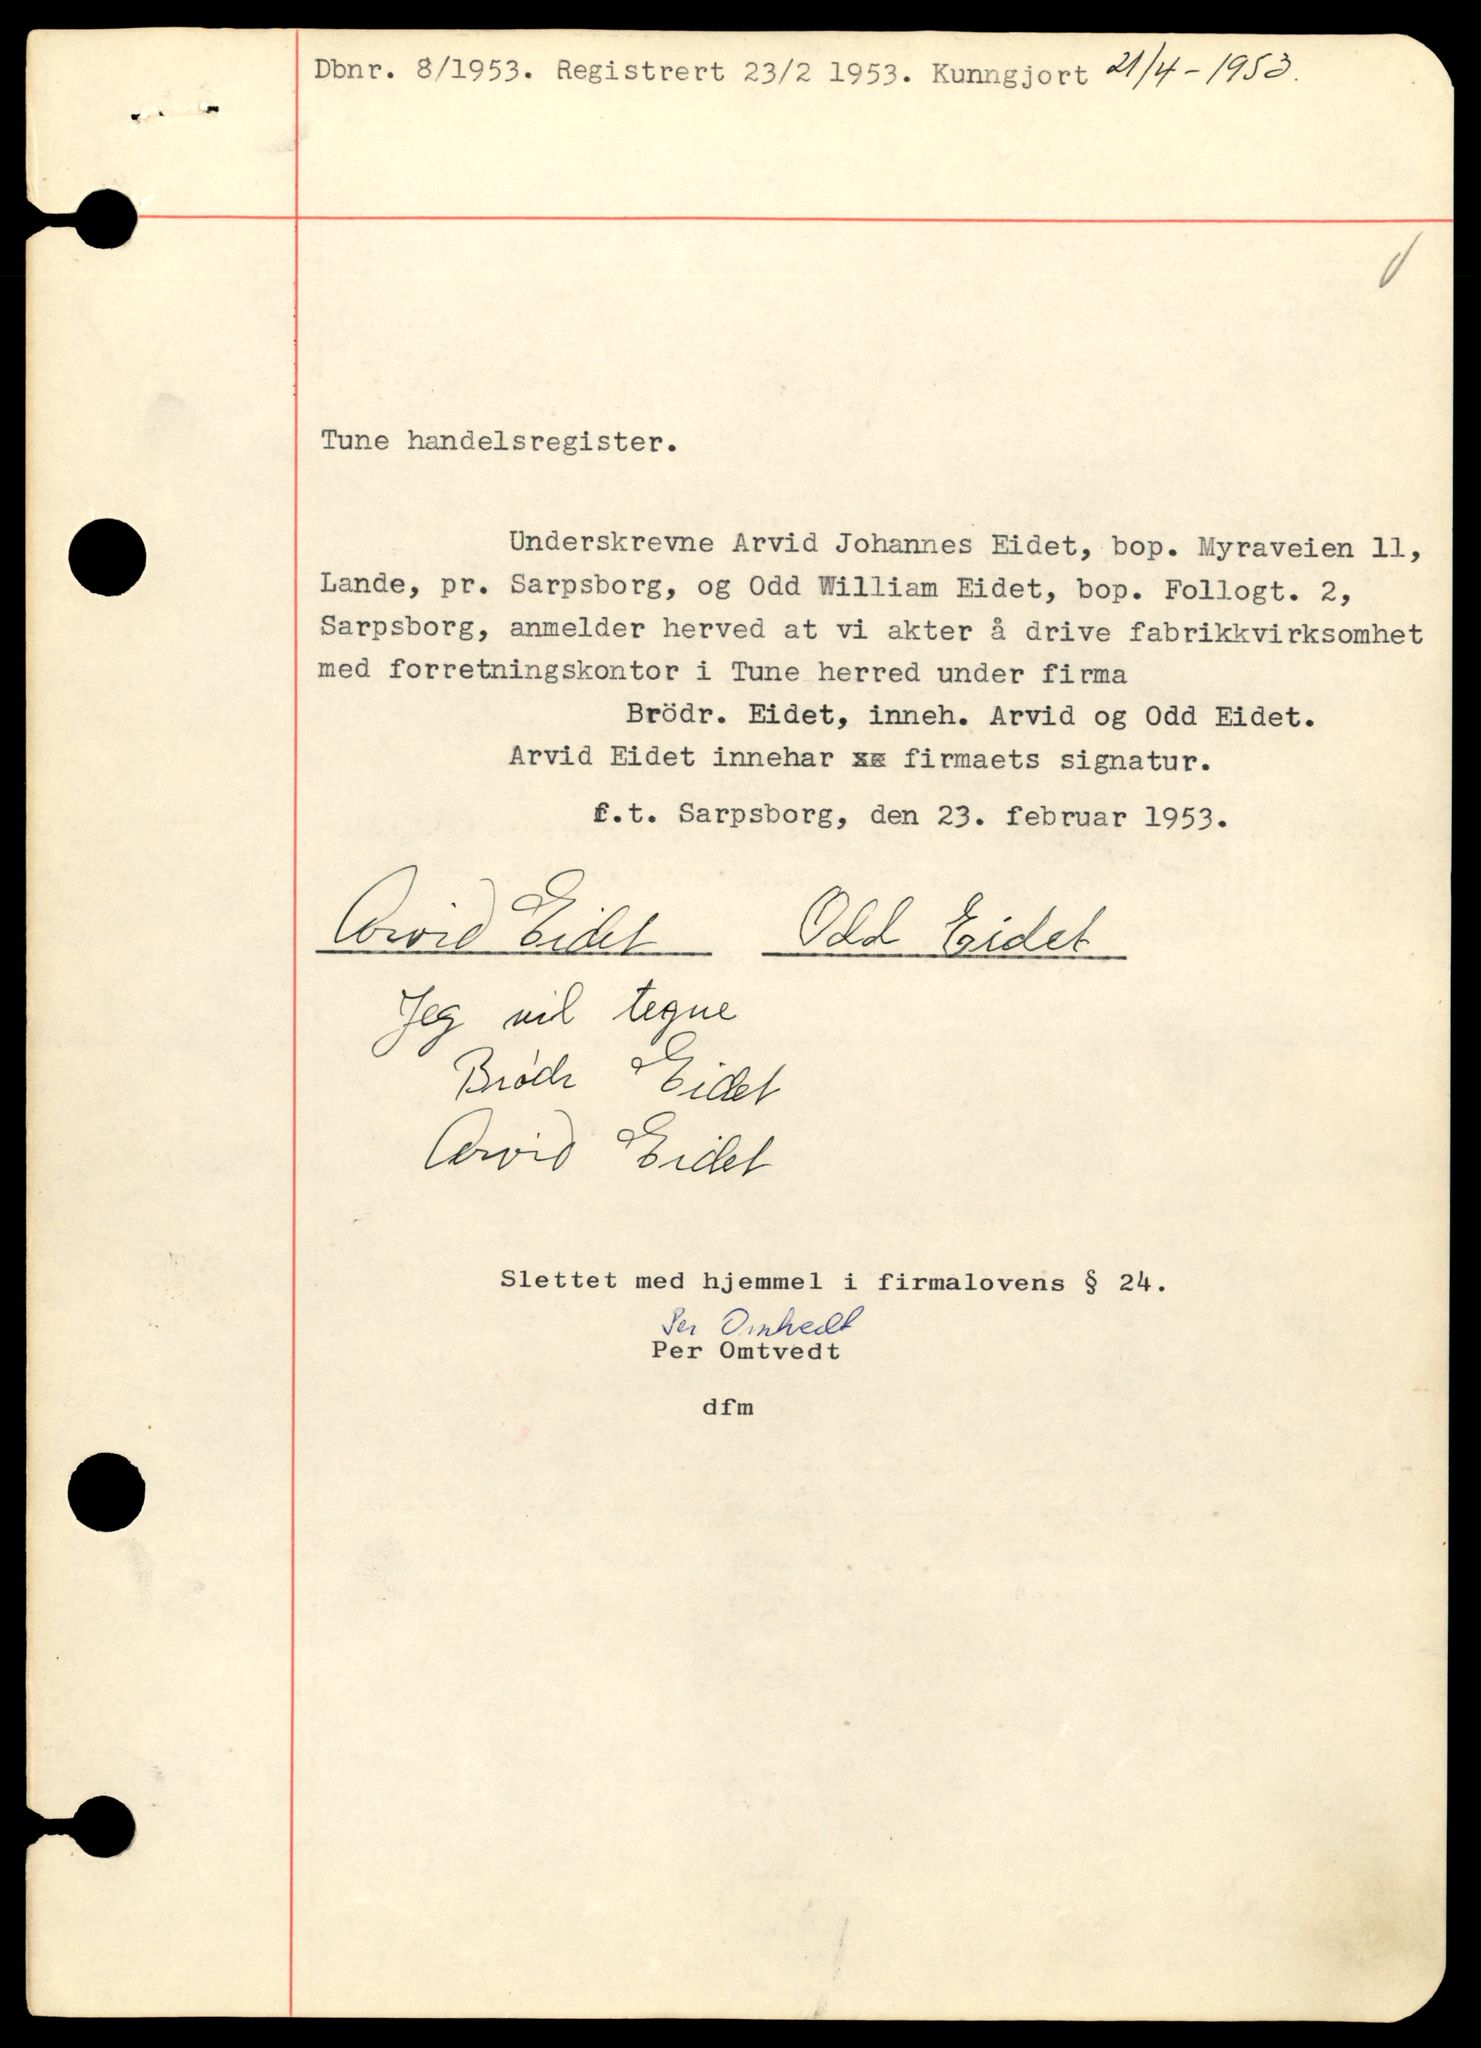 Dbnr. 8/1953. Registrert 23/2 1953. Kunngjort 21/4-1953.
Tune handelsregister.
Underskrevne Arvid Johannes Eidet, bop. Myraveien 11,
Lande, pr. Sarpsborg, og Odd William Eidet, bop. Follogt. 2,
Sarpsborg, anmelder herved at vi akter å drive fabrikkvirksomhet
med forretningskontor i Tune herred under firma
Brödr. Eidet, inneh. Arvid og Odd Eidet.
Arvid Eidet innehar xx firmaets signatur.
f.t. Sarpsborg, den 23. februar 1953.
Arvid Eidet Odd Eidet
Jeg vil tegne
Brødr Eidet
Arvid Eidet
Slettet med hjemmel i firmalovens § 24.
Per Omtvedt
Per Omtvedt
dfm